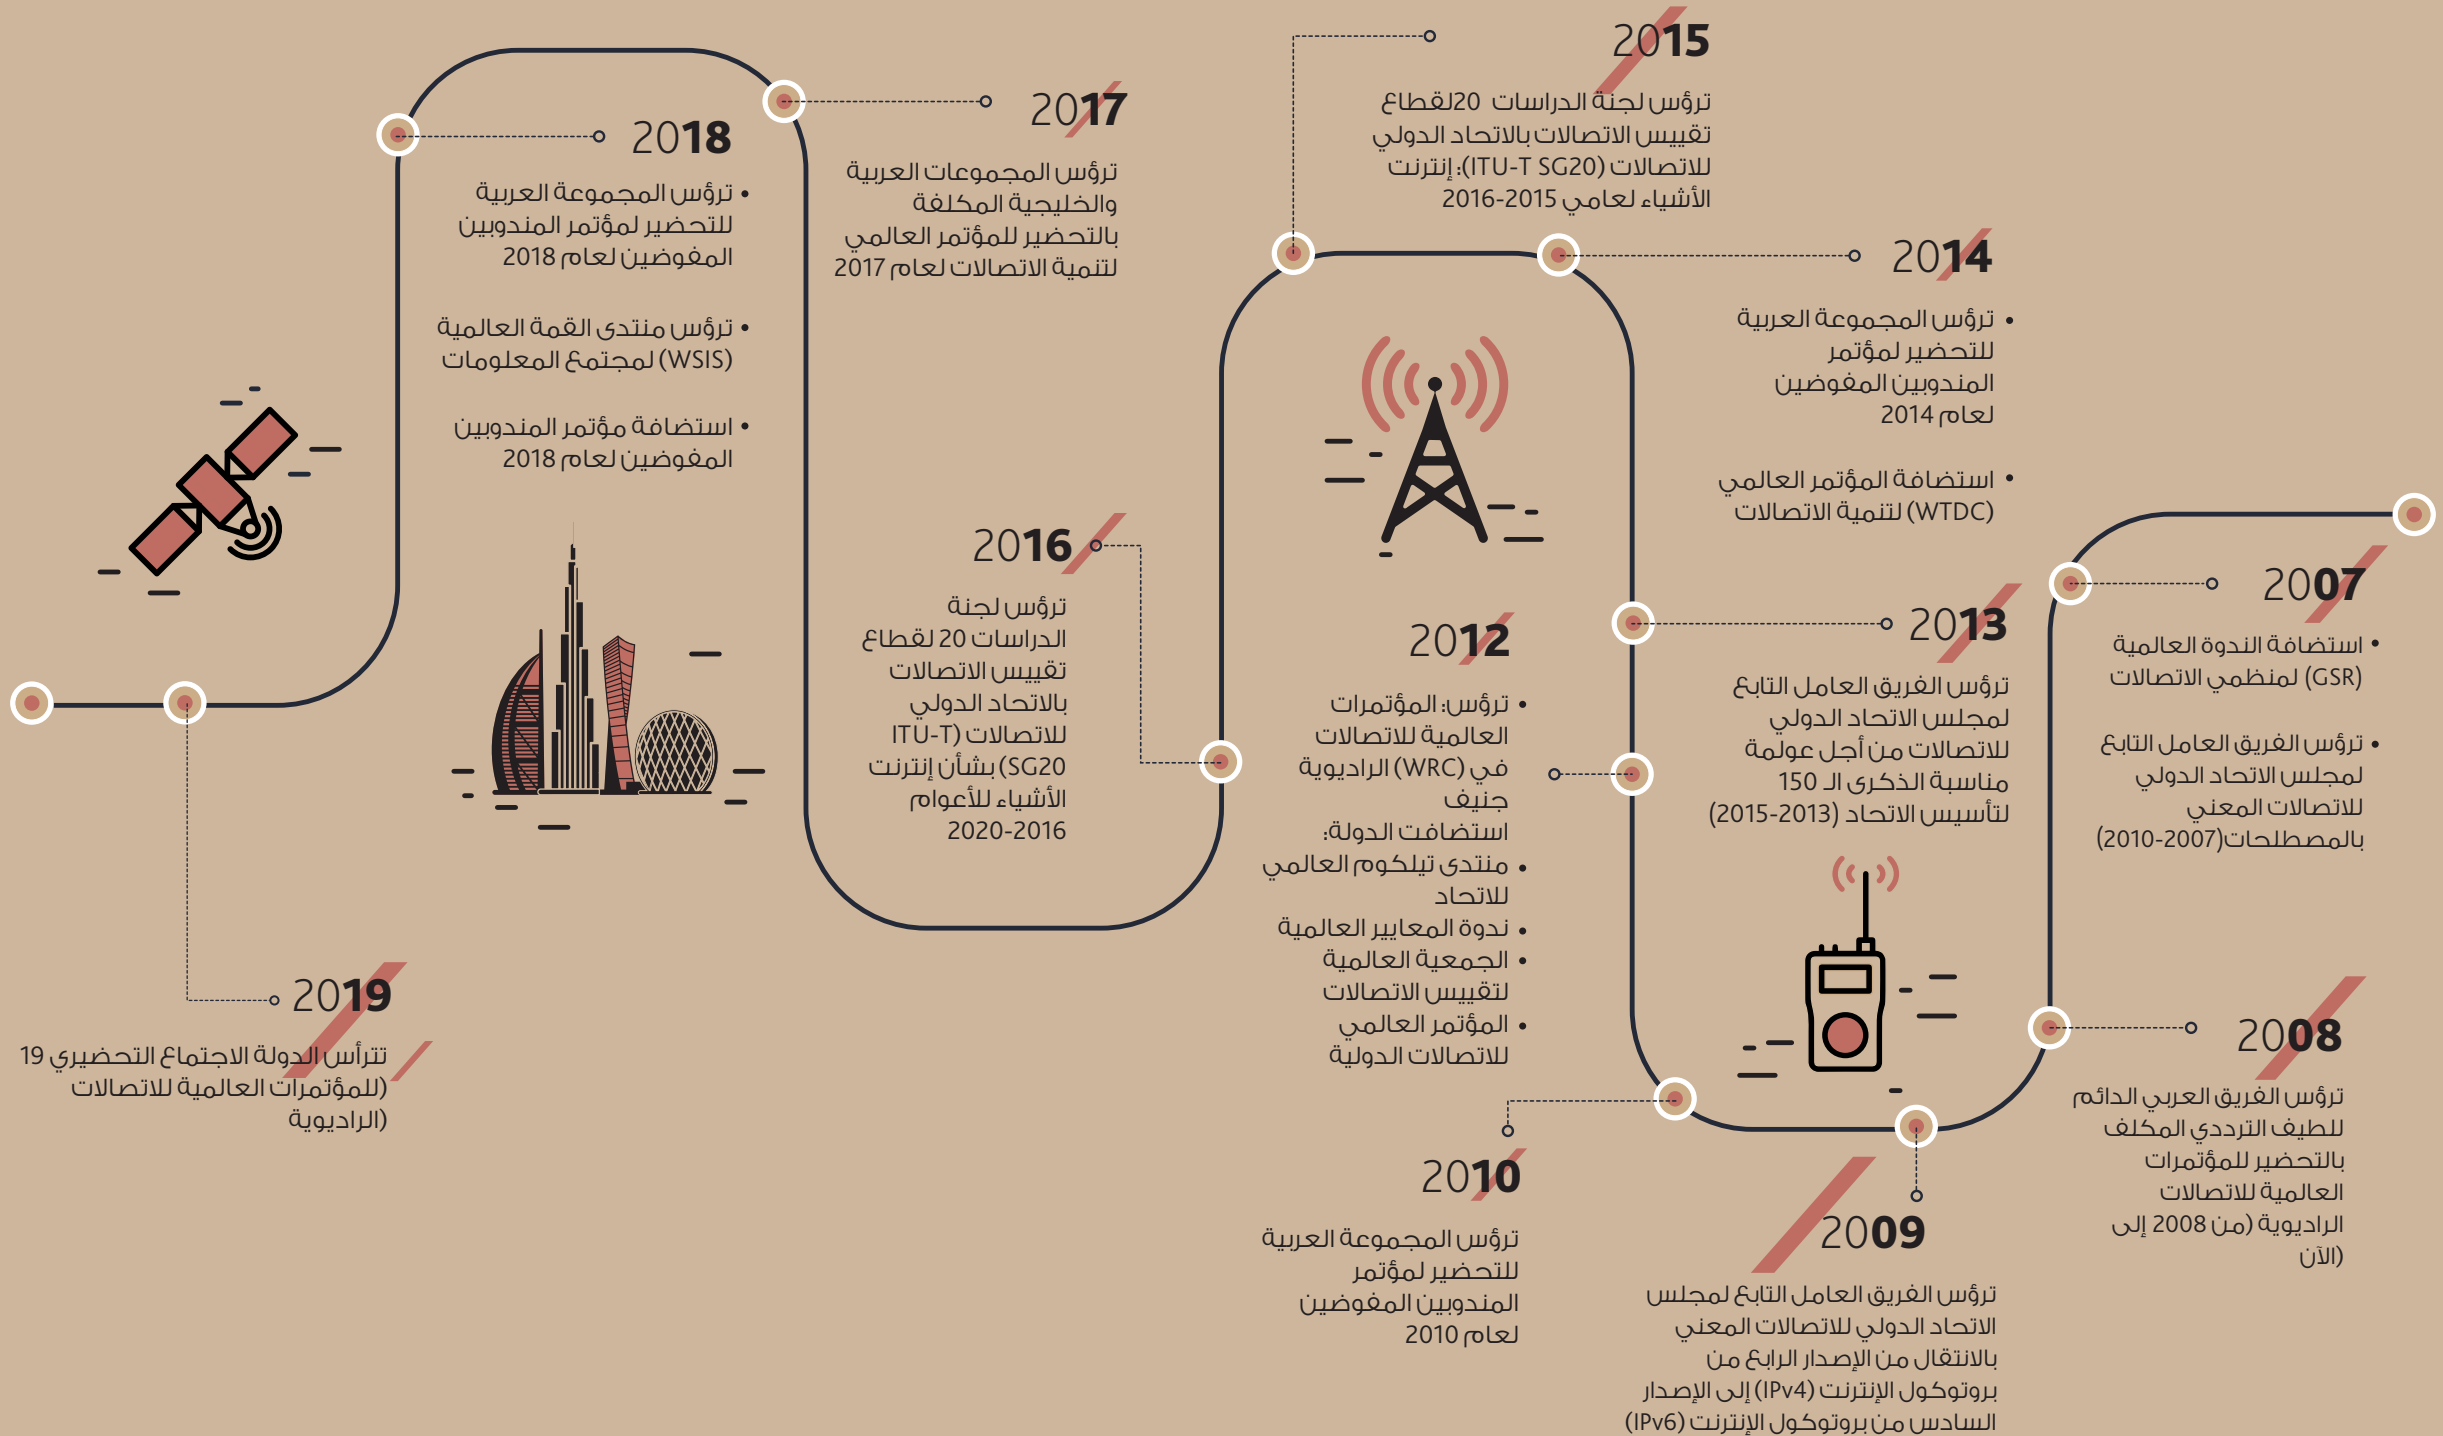 2007
• استضافة الندوة العالمية
(GSR) لمنظمي الاتصالات
• ترؤس الفريق العامل التابع
لمجلس الاتحاد الدولي
للاتصالات المعني
بالمصطلحات(2007-2010)
2008
ترؤس الفريق العربي الدائم
للطيف الترددي المكلف
بالتحضير للمؤتمرات
العالمية للاتصالات
الراديوية (من 2008 إلى
الآن)
2009
ترؤس الفريق العامل التابع لمجلس
الاتحاد الدولي للاتصالات المعني
بالانتقال من الإصدار الرابع من
بروتوكول الإنترنت (IPv4) إلى الإصدار
السادس من بروتوكول الإنترنت (IPv6)
2010
ترؤس المجموعة العربية
للتحضير لمؤتمر
المندوبين المفوضين
لعام 2010
2012
• ترؤس: المؤتمرات
العالمية للاتصالات
في (WRC) الراديوية
جنيف
استضافت الدولة:
• منتدى تيلكوم العالمي
للاتحاد
• ندوة المعايير العالمية
• الجمعية العالمية
لتقييس الاتصالات
• المؤتمر العالمي
للاتصالات الدولية
2013
ترؤس الفريق العامل التابع
لمجلس الاتحاد الدولي
للاتصالات من أجل عولمة
مناسبة الذكرى الـ 150
لتأسيس الاتحاد (2013-2015)
2014
• ترؤس المجموعة العربية
للتحضير لمؤتمر
المندوبين المفوضين
لعام 2014
• استضافة المؤتمر العالمي
(WTDC) لتنمية الاتصالات
2015
ترؤس لجنة الدراسات 20لقطاع
تقييس الاتصالات بالاتحاد الدولي
للاتصالات (ITU-T SG20): إنترنت
الأشياء لعامي 2015-2016
2016
ترؤس لجنة
الدراسات 20 لقطاع
تقييس الاتصالات
بالاتحاد الدولي
للاتصالات (ITU-T
SG20) بشأن إنترنت
الأشياء للأعوام
2016-2020
2017
ترؤس المجموعات العربية
والخليجية المكلفة
بالتحضير للمؤتمر العالمي
لتنمية الاتصالات لعام 2017
2018
• ترؤس المجموعة العربية
للتحضير لمؤتمر المندوبين
المفوضين لعام 2018
• ترؤس منتدى القمة العالمية
(WSIS) لمجتمع المعلومات
• استضافة مؤتمر المندوبين
المفوضين لعام 2018
2019
تترأس الدولة الاجتماع التحضيري 19
(للمؤتمرات العالمية للاتصالات
الراديوية)